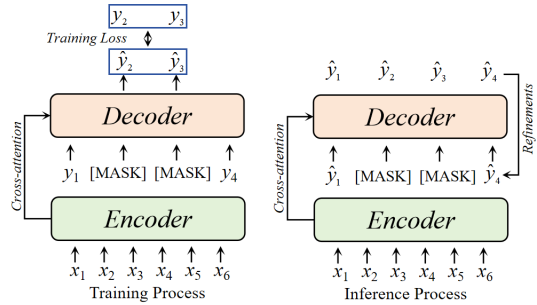 y₂ y₃
Training Loss
ŷ₂ ŷ₃
Decoder
Cross-attention
y₁ [MASK] [MASK] y₄
Encoder
x₁ x₂ x₃ x₄ x₅ x₆
Training Process
ŷ₁ ŷ₂ ŷ₃ ŷ₄
Decoder
Refinements
Cross-attention
ŷ₁ [MASK] [MASK] ŷ₄
Encoder
x₁ x₂ x₃ x₄ x₅ x₆
Inference Process